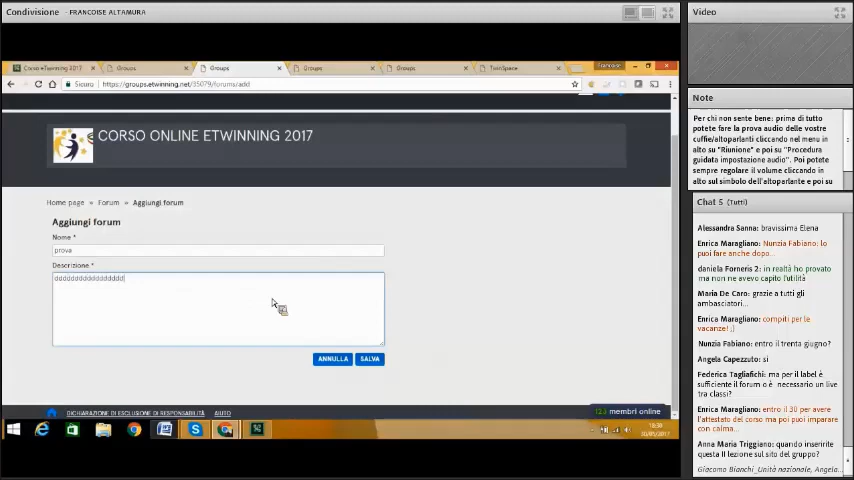 Condivisione - FRANCOISE ALTAMURA
Corso eTwinning 2017
Groups
Groups
Groups
Groups
TwinSpace
Francoise
Sicuro
https://groups.etwinning.net/35079/forums/add
CORSO ONLINE ETWINNING 2017
Home page » Forum » Aggiungi forum
Aggiungi forum
Nome *
prova
Descrizione *
ANNULLA
SALVA
DICHIARAZIONE DI ESCLUSIONE DI RESPONSABILITÀ
AIUTO
123 membri online
30/05/2017
Video
Note
Per chi non sente bene: prima di tutto
potete fare la prova audio delle vostre
cuffie/altoparlanti cliccando nel menu in
alto su "Riunione" e poi su "Procedura
guidata impostazione audio". Poi potete
sempre regolare il volume cliccando in
alto sul simbolo dell'altoparlante e poi su
Chat 5 (Tutti)
Alessandra Sanna: bravissima Elena
Enrica Maragliano: Nunzia Fabiano: lo
puoi fare anche dopo...
daniela Forneris 2: in realtà ho provato
ma non ne avevo capito l'utilità
Maria De Caro: grazie a tutti gli
ambasciatori...
Enrica Maragliano: compiti per le
vacanze! ;)
Nunzia Fabiano: entro il trenta giugno?
Angela Capezzuto: si
Federica Tagliafichi: ma per il label è
sufficiente il forum o è necessario un live
tra classi?
Enrica Maragliano: entro il 30 per avere
l'attestato del corso ma poi puoi imparare
con calma...
Anna Maria Triggiano: quando inseririte
questa II lezione sul sito del gruppo?
Giacomo Bianchi_Unità nazionale, Angela...